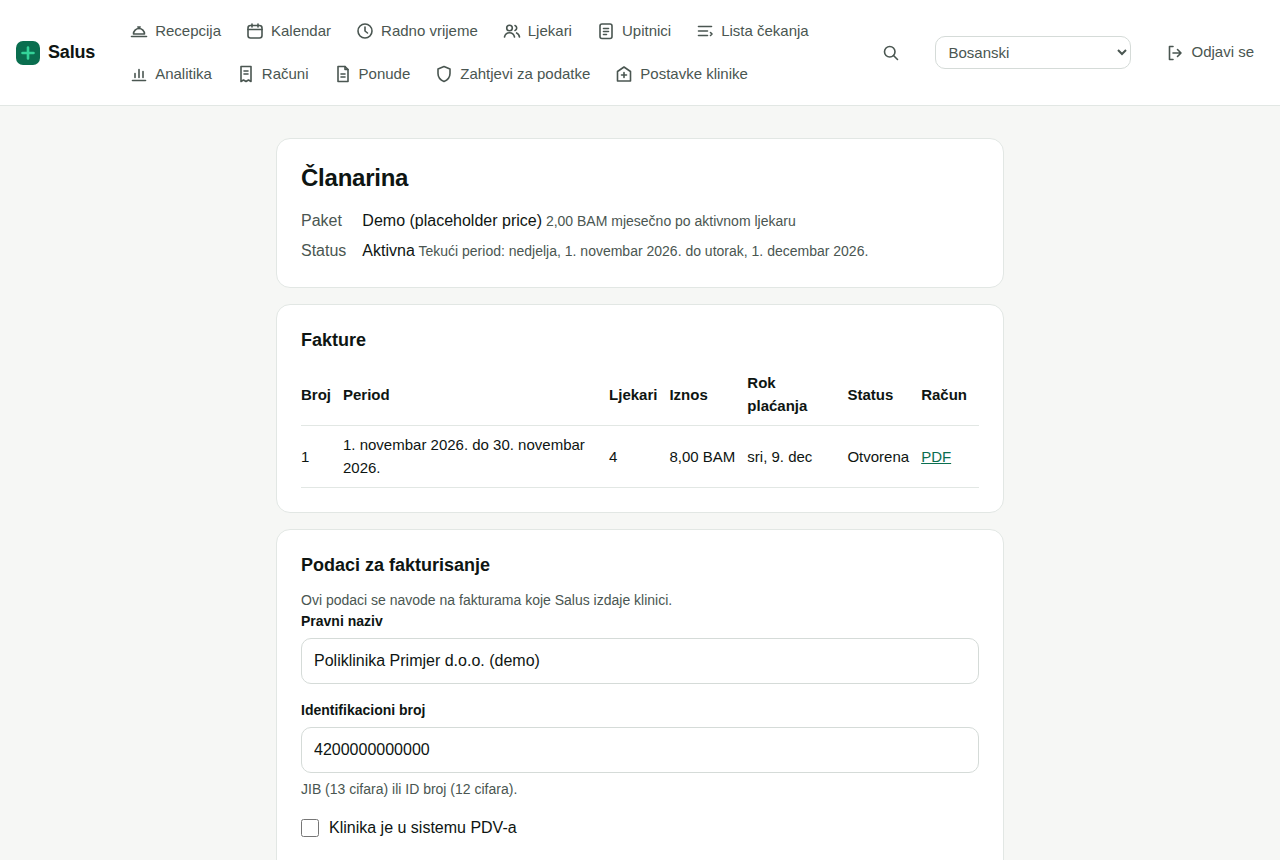 Salus
Recepcija Kalendar Radno vrijeme Ljekari Upitnici Lista čekanja
Analitika Računi Ponude Zahtjevi za podatke Postavke klinike
Bosanski
Odjavi se
Članarina
Paket Demo (placeholder price) 2,00 BAM mjesečno po aktivnom ljekaru
Status Aktivna Tekući period: nedjelja, 1. novembar 2026. do utorak, 1. decembar 2026.
Fakture
Broj Period Ljekari Iznos Rok plaćanja Status Račun
1 1. novembar 2026. do 30. novembar 2026. 4 8,00 BAM sri, 9. dec Otvorena PDF
Podaci za fakturisanje
Ovi podaci se navode na fakturama koje Salus izdaje klinici.
Pravni naziv
Poliklinika Primjer d.o.o. (demo)
Identifikacioni broj
4200000000000
JIB (13 cifara) ili ID broj (12 cifara).
Klinika je u sistemu PDV-a